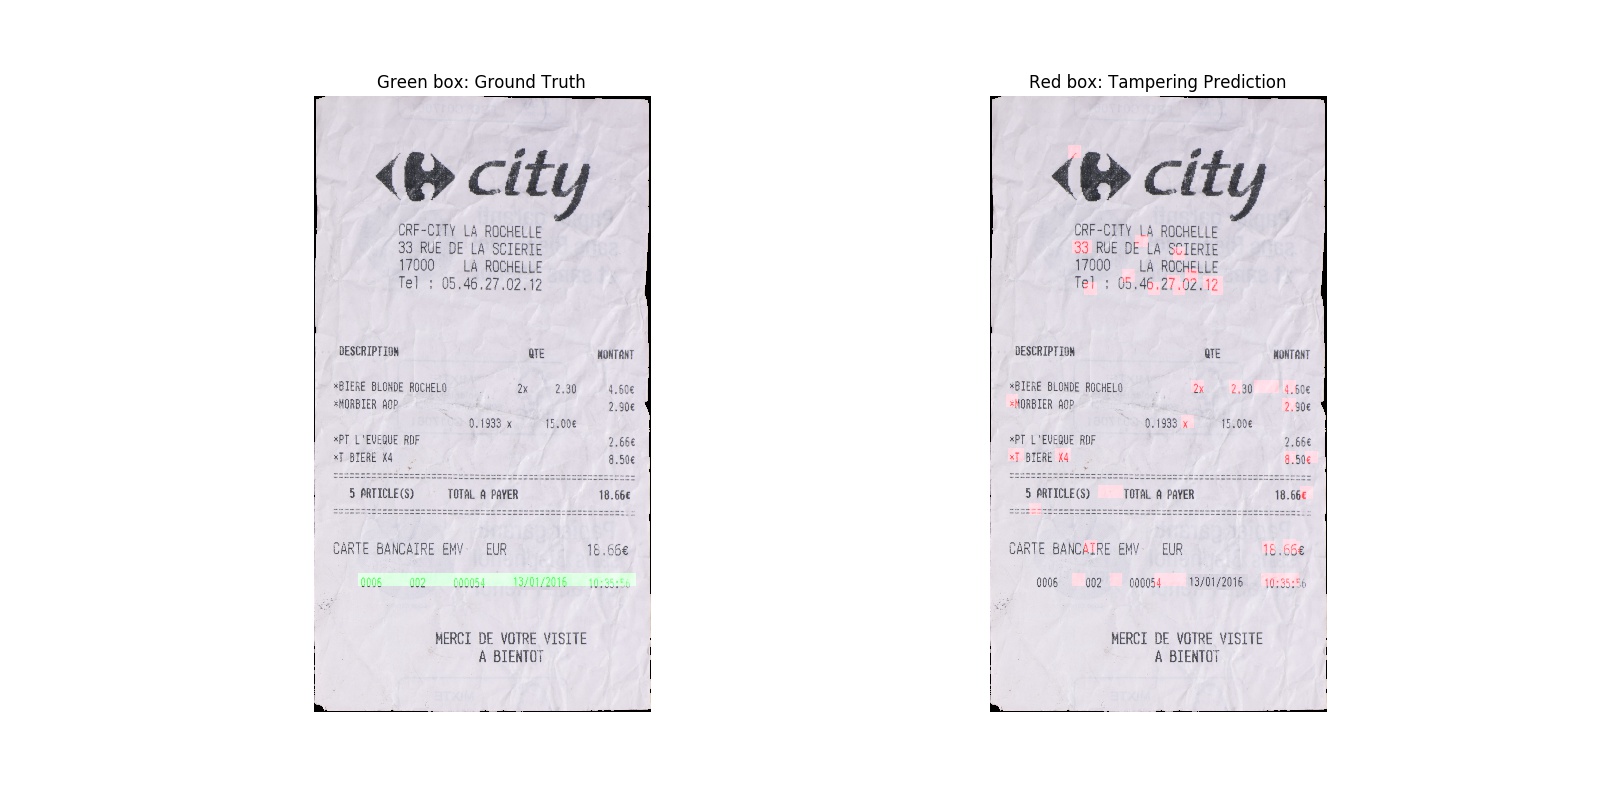 Green box: Ground Truth
city
CRF-CITY LA ROCHELLE
33 RUE DE LA SCIERIE
17000 LA ROCHELLE
Tel : 05.46.27.02.12
DESCRIPTION QTE MONTANT
*BIERE BLONDE ROCHELO 2x 2.30 4.60€
*MORBIER AOP 2.90€
0.1933 x 15.00€
*PT L'EVEQUE RDF 2.66€
*T BIERE X4 8.50€
5 ARTICLE(S) TOTAL A PAYER 18.66€
CARTE BANCAIRE EMV EUR 18.66€
0006 002 000054 13/01/2016 10:35:56
MERCI DE VOTRE VISITE
A BIENTOT
Red box: Tampering Prediction
city
CRF-CITY LA ROCHELLE
33 RUE DE LA SCIERIE
17000 LA ROCHELLE
Tel : 05.46.27.02.12
DESCRIPTION QTE MONTANT
*BIERE BLONDE ROCHELO 2x 2.30 4.60€
*MORBIER AOP 2.90€
0.1933 x 15.00€
*PT L'EVEQUE RDF 2.66€
*T BIERE X4 8.50€
5 ARTICLE(S) TOTAL A PAYER 18.66€
CARTE BANCAIRE EMV EUR 18.66€
0006 002 000054 13/01/2016 10:35:56
MERCI DE VOTRE VISITE
A BIENTOT